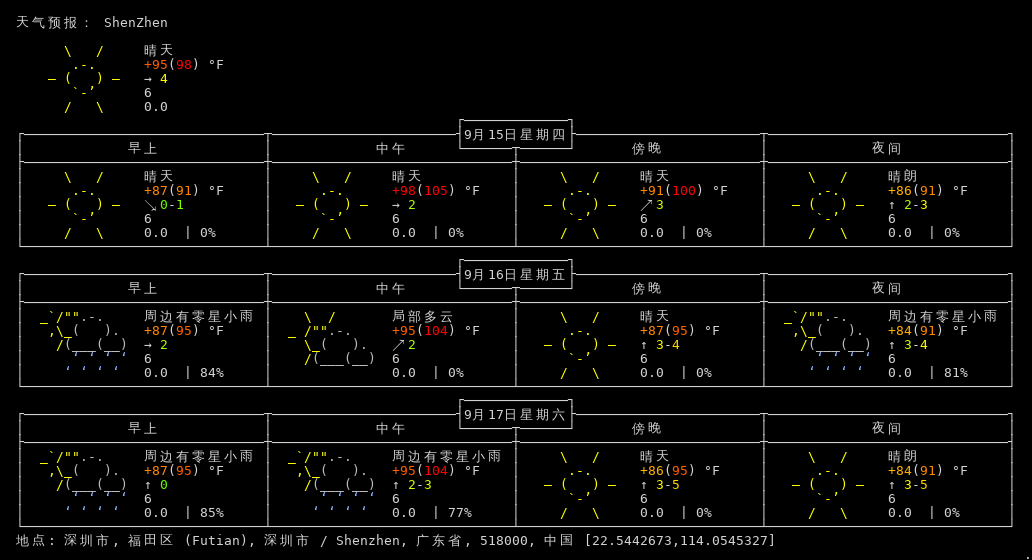 天气预报： ShenZhen
晴天
+95(98) °F
→ 4
6
0.0
9月15日星期四
早上 中午 傍晚 夜间
晴天 晴天 晴天 晴朗
+87(91) °F +98(105) °F +91(100) °F +86(91) °F
↘ 0-1 → 2 ↗ 3 ↑ 2-3
6 6 6 6
0.0 | 0% 0.0 | 0% 0.0 | 0% 0.0 | 0%
9月16日星期五
早上 中午 傍晚 夜间
周边有零星小雨 局部多云 晴天 周边有零星小雨
+87(95) °F +95(104) °F +87(95) °F +84(91) °F
→ 2 ↗ 2 ↑ 3-4 ↑ 3-4
6 6 6 6
0.0 | 84% 0.0 | 0% 0.0 | 0% 0.0 | 81%
9月17日星期六
早上 中午 傍晚 夜间
周边有零星小雨 周边有零星小雨 晴天 晴朗
+87(95) °F +95(104) °F +86(95) °F +84(91) °F
↑ 0 ↑ 2-3 ↑ 3-5 ↑ 3-5
6 6 6 6
0.0 | 85% 0.0 | 77% 0.0 | 0% 0.0 | 0%
地点: 深圳市, 福田区 (Futian), 深圳市 / Shenzhen, 广东省, 518000, 中国 [22.5442673,114.0545327]